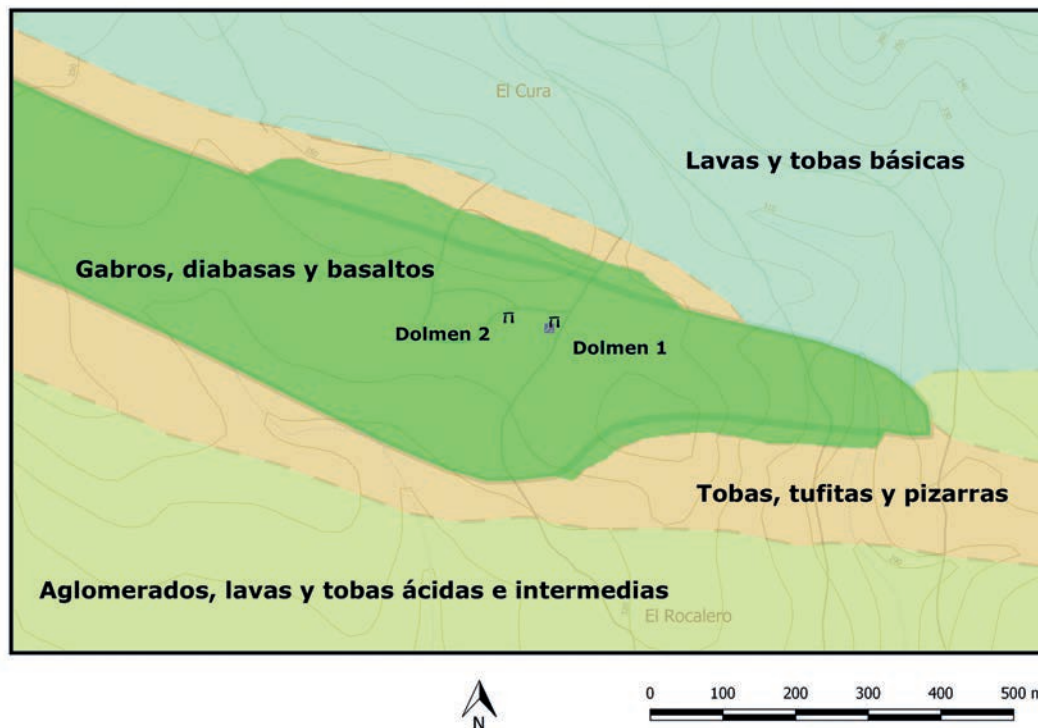 El Cura
Lavas y tobas básicas
Gabros, diabasas y basaltos
Dolmen 2
Dolmen 1
Tobas, tufitas y pizarras
Aglomerados, lavas y tobas ácidas e intermedias
El Rocalero
N
0 100 200 300 400 500 m